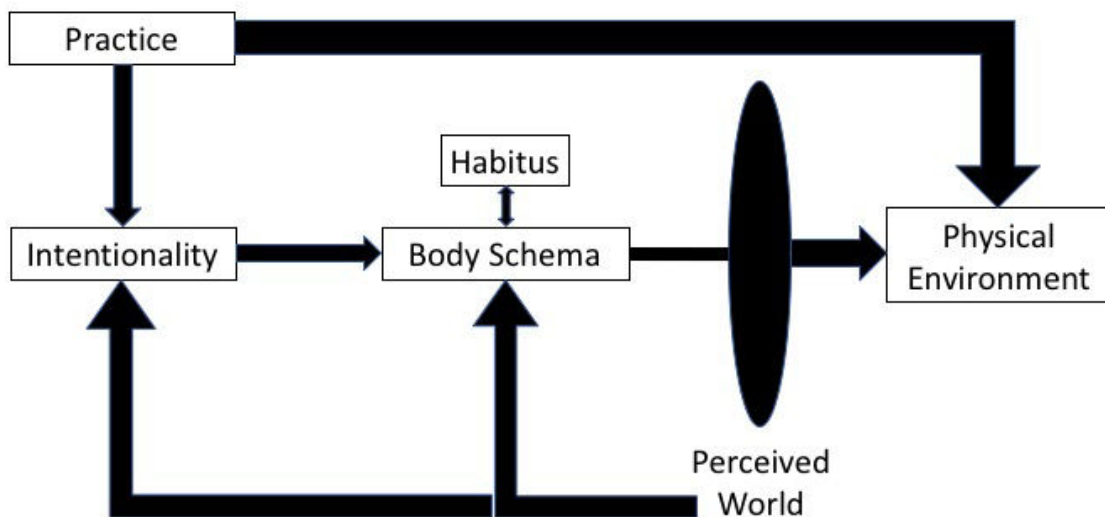 Practice
Habitus
Intentionality
Body Schema
Physical
Environment
Perceived
World